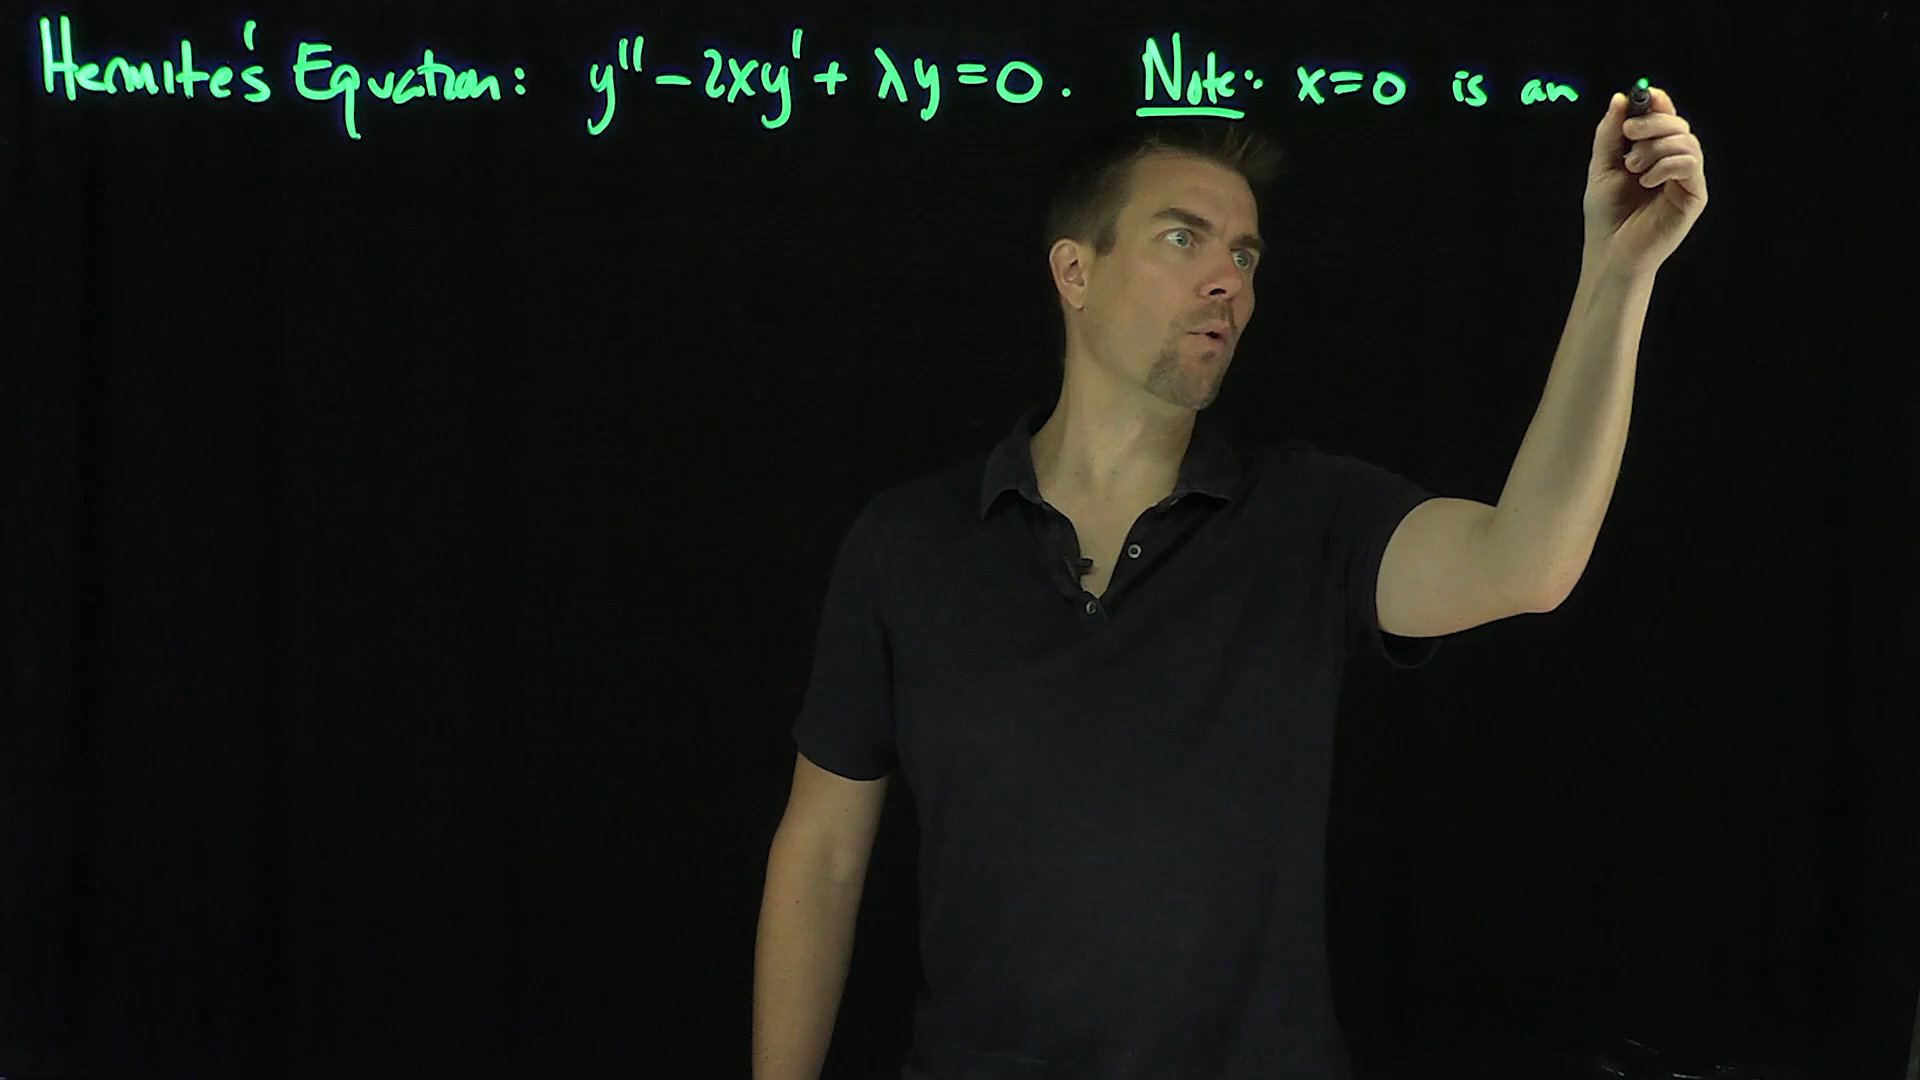 Hermite's Equation: y'' - 2xy' + λy = 0. Note: x=0 is an